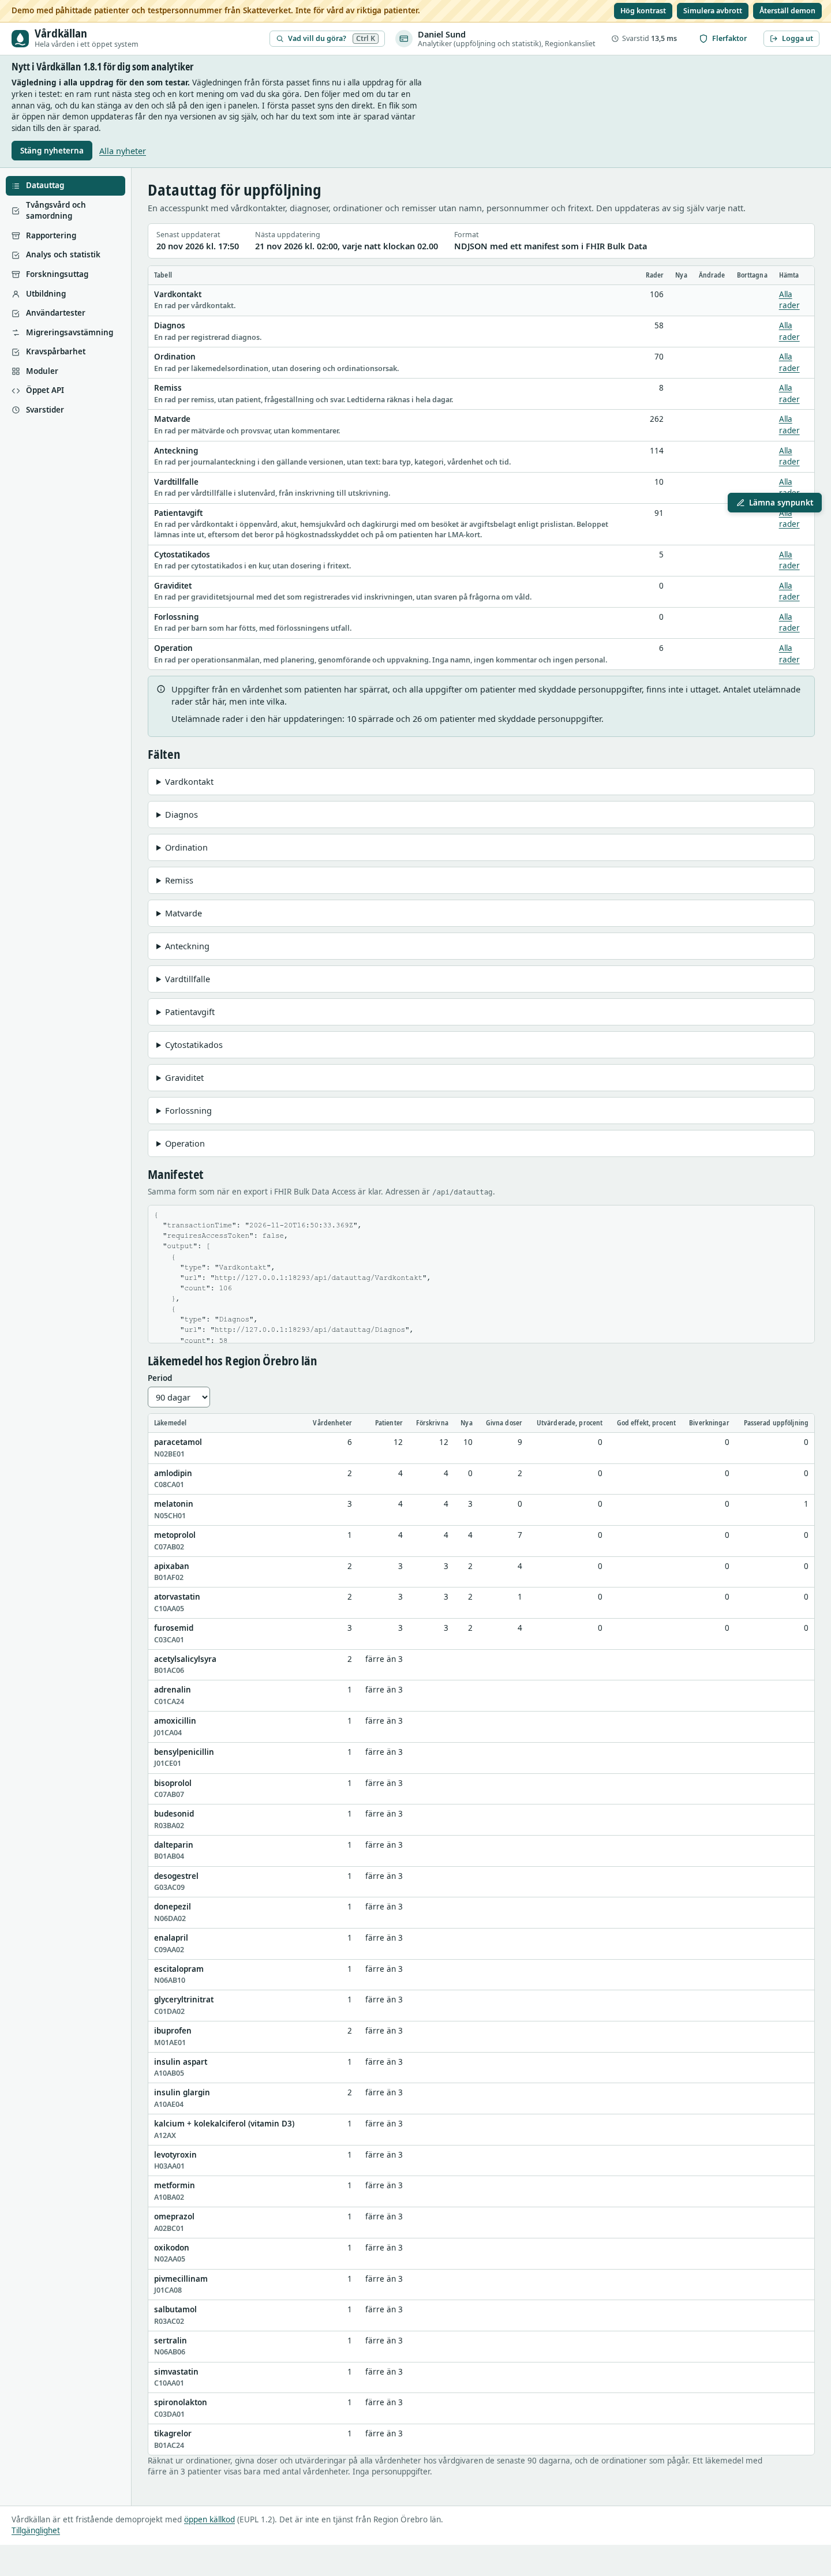 Demo med påhittade patienter och testpersonnummer från Skatteverket. Inte för vård av riktiga patienter.
Hög kontrast
Simulera avbrott
Återställ demon
Vårdkällan
Hela vården i ett öppet system
Vad vill du göra? Ctrl K
Daniel Sund
Analytiker (uppföljning och statistik), Regionkansliet
Svarstid 13,5 ms
Flerfaktor
Logga ut
Nytt i Vårdkällan 1.8.1 för dig som analytiker
Vägledning i alla uppdrag för den som testar. Vägledningen från första passet finns nu i alla uppdrag för alla
yrken i testet: en ram runt nästa steg och en kort mening om vad du ska göra. Den följer med om du tar en
annan väg, och du kan stänga av den och slå på den igen i panelen. I första passet syns den direkt. En flik som
är öppen när demon uppdateras får den nya versionen av sig själv, och har du text som inte är sparad väntar
sidan tills den är sparad.
Stäng nyheterna
Alla nyheter
Datauttag
Tvångsvård och
samordning
Rapportering
Analys och statistik
Forskningsuttag
Utbildning
Användartester
Migreringsavstämning
Kravspårbarhet
Moduler
Öppet API
Svarstider
Datauttag för uppföljning
En accesspunkt med vårdkontakter, diagnoser, ordinationer och remisser utan namn, personnummer och fritext. Den uppdateras av sig själv varje natt.
Senast uppdaterat
20 nov 2026 kl. 17:50
Nästa uppdatering
21 nov 2026 kl. 02:00, varje natt klockan 02.00
Format
NDJSON med ett manifest som i FHIR Bulk Data
Tabell Rader Nya Ändrade Borttagna Hämta
Vardkontakt 106 Alla rader
En rad per vårdkontakt.
Diagnos 58 Alla rader
En rad per registrerad diagnos.
Ordination 70 Alla rader
En rad per läkemedelsordination, utan dosering och ordinationsorsak.
Remiss 8 Alla rader
En rad per remiss, utan patient, frågeställning och svar. Ledtiderna räknas i hela dagar.
Matvarde 262 Alla rader
En rad per mätvärde och provsvar, utan kommentarer.
Anteckning 114 Alla rader
En rad per journalanteckning i den gällande versionen, utan text: bara typ, kategori, vårdenhet och tid.
Vardtillfalle 10 Alla
En rad per vårdtillfälle i slutenvård, från inskrivning till utskrivning.
Lämna synpunkt
Patientavgift 91 Alla rader
En rad per vårdkontakt i öppenvård, akut, hemsjukvård och dagkirurgi med om besöket är avgiftsbelagt enligt prislistan. Beloppet
lämnas inte ut, eftersom det beror på högkostnadsskyddet och på om patienten har LMA-kort.
Cytostatikados 5 Alla rader
En rad per cytostatikados i en kur, utan dosering i fritext.
Graviditet 0 Alla rader
En rad per graviditetsjournal med det som registrerades vid inskrivningen, utan svaren på frågorna om våld.
Forlossning 0 Alla rader
En rad per barn som har fötts, med förlossningens utfall.
Operation 6 Alla rader
En rad per operationsanmälan, med planering, genomförande och uppvakning. Inga namn, ingen kommentar och ingen personal.
Uppgifter från en vårdenhet som patienten har spärrat, och alla uppgifter om patienter med skyddade personuppgifter, finns inte i uttaget. Antalet utelämnade
rader står här, men inte vilka.
Utelämnade rader i den här uppdateringen: 10 spärrade och 26 om patienter med skyddade personuppgifter.
Fälten
Vardkontakt
Diagnos
Ordination
Remiss
Matvarde
Anteckning
Vardtillfalle
Patientavgift
Cytostatikados
Graviditet
Forlossning
Operation
Manifestet
Samma form som när en export i FHIR Bulk Data Access är klar. Adressen är /api/datauttag.
{
"transactionTime": "2026-11-20T16:50:33.369Z",
"requiresAccessToken": false,
"output": [
{
"type": "Vardkontakt",
"url": "http://127.0.0.1:18293/api/datauttag/Vardkontakt",
"count": 106
},
{
"type": "Diagnos",
"url": "http://127.0.0.1:18293/api/datauttag/Diagnos",
"count": 58
Läkemedel hos Region Örebro län
Period
90 dagar
Läkemedel Vårdenheter Patienter Förskrivna Nya Givna doser Utvärderade, procent God effekt, procent Biverkningar Passerad uppföljning
paracetamol 6 12 12 10 9 0 0 0
N02BE01
amlodipin 2 4 4 0 2 0 0 0
C08CA01
melatonin 3 4 4 3 0 0 0 1
N05CH01
metoprolol 1 4 4 4 7 0 0 0
C07AB02
apixaban 2 3 3 2 4 0 0 0
B01AF02
atorvastatin 2 3 3 2 1 0 0 0
C10AA05
furosemid 3 3 3 2 4 0 0 0
C03CA01
acetylsalicylsyra 2 färre än 3
B01AC06
adrenalin 1 färre än 3
C01CA24
amoxicillin 1 färre än 3
J01CA04
bensylpenicillin 1 färre än 3
J01CE01
bisoprolol 1 färre än 3
C07AB07
budesonid 1 färre än 3
R03BA02
dalteparin 1 färre än 3
B01AB04
desogestrel 1 färre än 3
G03AC09
donepezil 1 färre än 3
N06DA02
enalapril 1 färre än 3
C09AA02
escitalopram 1 färre än 3
N06AB10
glyceryltrinitrat 1 färre än 3
C01DA02
ibuprofen 2 färre än 3
M01AE01
insulin aspart 1 färre än 3
A10AB05
insulin glargin 2 färre än 3
A10AE04
kalcium + kolekalciferol (vitamin D3) 1 färre än 3
A12AX
levotyroxin 1 färre än 3
H03AA01
metformin 1 färre än 3
A10BA02
omeprazol 1 färre än 3
A02BC01
oxikodon 1 färre än 3
N02AA05
pivmecillinam 1 färre än 3
J01CA08
salbutamol 1 färre än 3
R03AC02
sertralin 1 färre än 3
N06AB06
simvastatin 1 färre än 3
C10AA01
spironolakton 1 färre än 3
C03DA01
tikagrelor 1 färre än 3
B01AC24
Räknat ur ordinationer, givna doser och utvärderingar på alla vårdenheter hos vårdgivaren de senaste 90 dagarna, och de ordinationer som pågår. Ett läkemedel med
färre än 3 patienter visas bara med antal vårdenheter. Inga personuppgifter.
Vårdkällan är ett fristående demoprojekt med öppen källkod (EUPL 1.2). Det är inte en tjänst från Region Örebro län.
Tillgänglighet